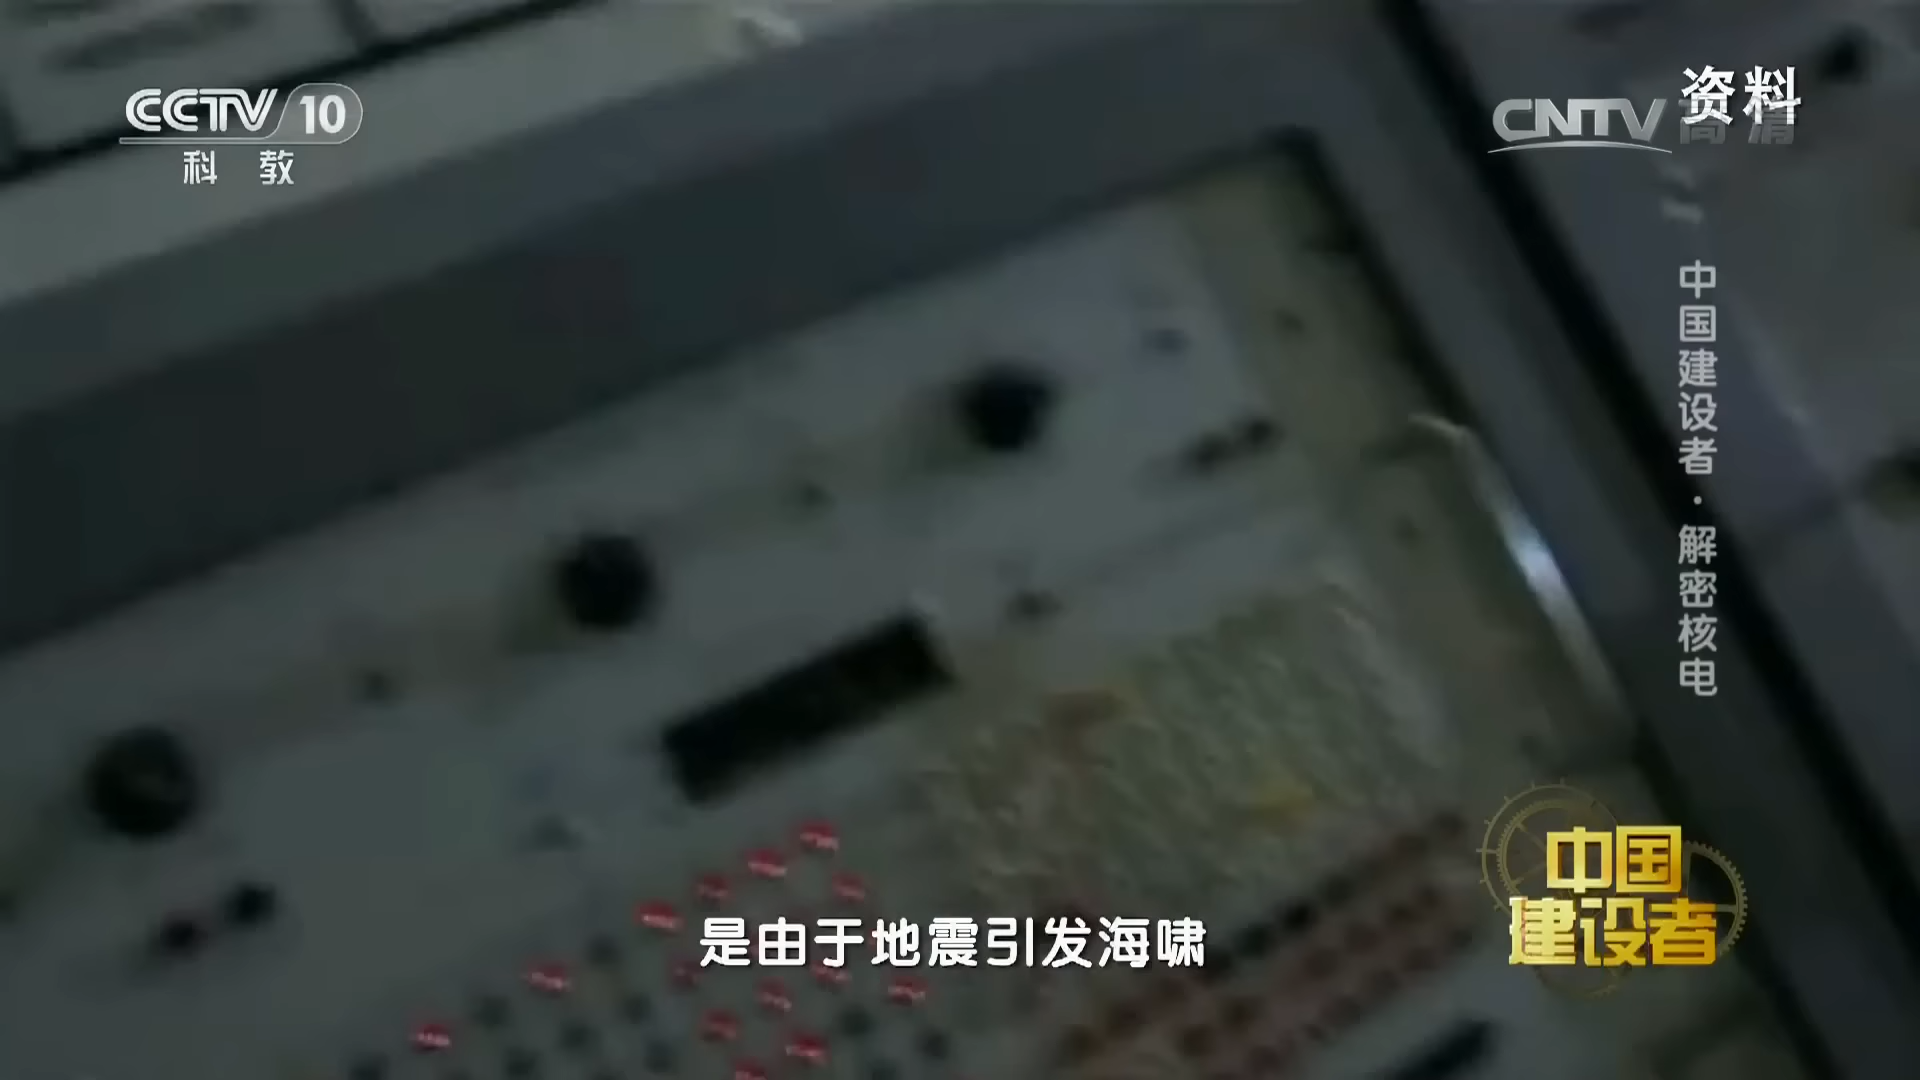 CCTV 10
科 教
资料
CNTV 高清
中国建设者·解密核电
中国
建设者
是由于地震引发海啸